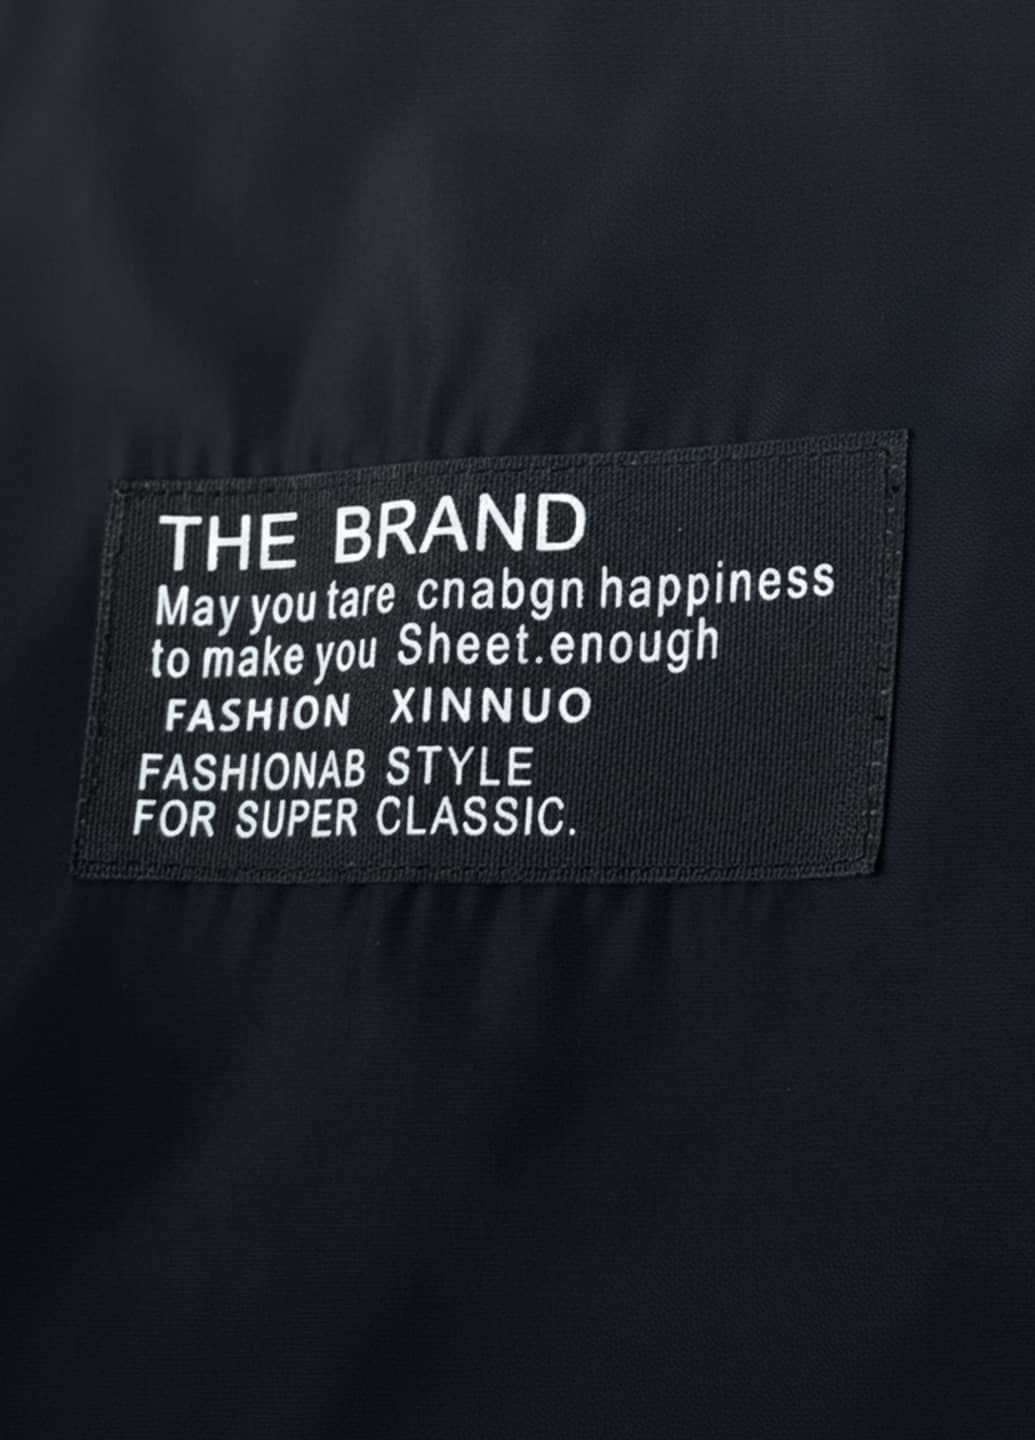 THE BRAND
May you tare cnabgn happiness
to make you Sheet.enough
FASHION XINNUO
FASHIONAB STYLE
FOR SUPER CLASSIC.